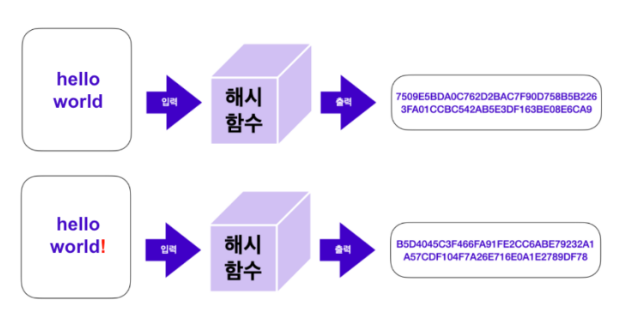 hello
world
입력
해시
함수
출력
7509E5BDA0C762D2BAC7F90D758B5B226
3FA01CCBC542AB5E3DF163BE08E6CA9
hello
world!
입력
해시
함수
출력
B5D4045C3F466FA91FE2CC6ABE79232A1
A57CDF104F7A26E716E0A1E2789DF78